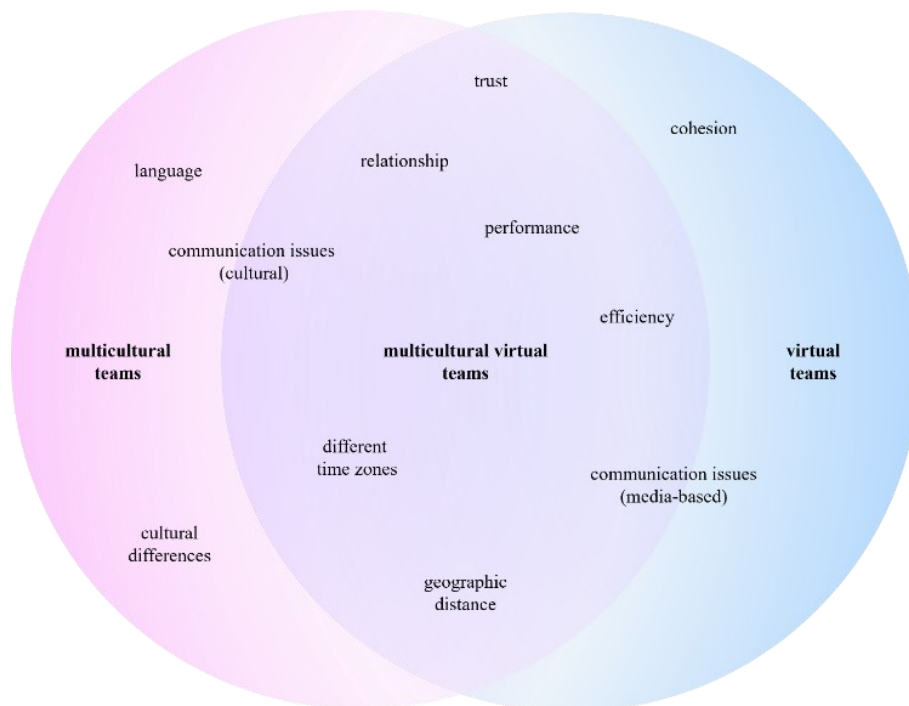 trust
cohesion
relationship
language
performance
communication issues
(cultural)
efficiency
multicultural
teams
multicultural virtual
teams
virtual
teams
different
time zones
communication issues
(media-based)
cultural
differences
geographic
distance